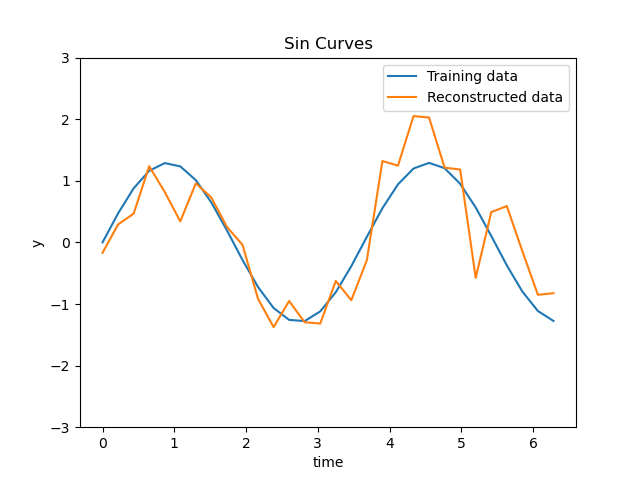 Sin Curves
Training data
Reconstructed data
3
2
1
0
−1
−2
−3
y
0 1 2 3 4 5 6
time